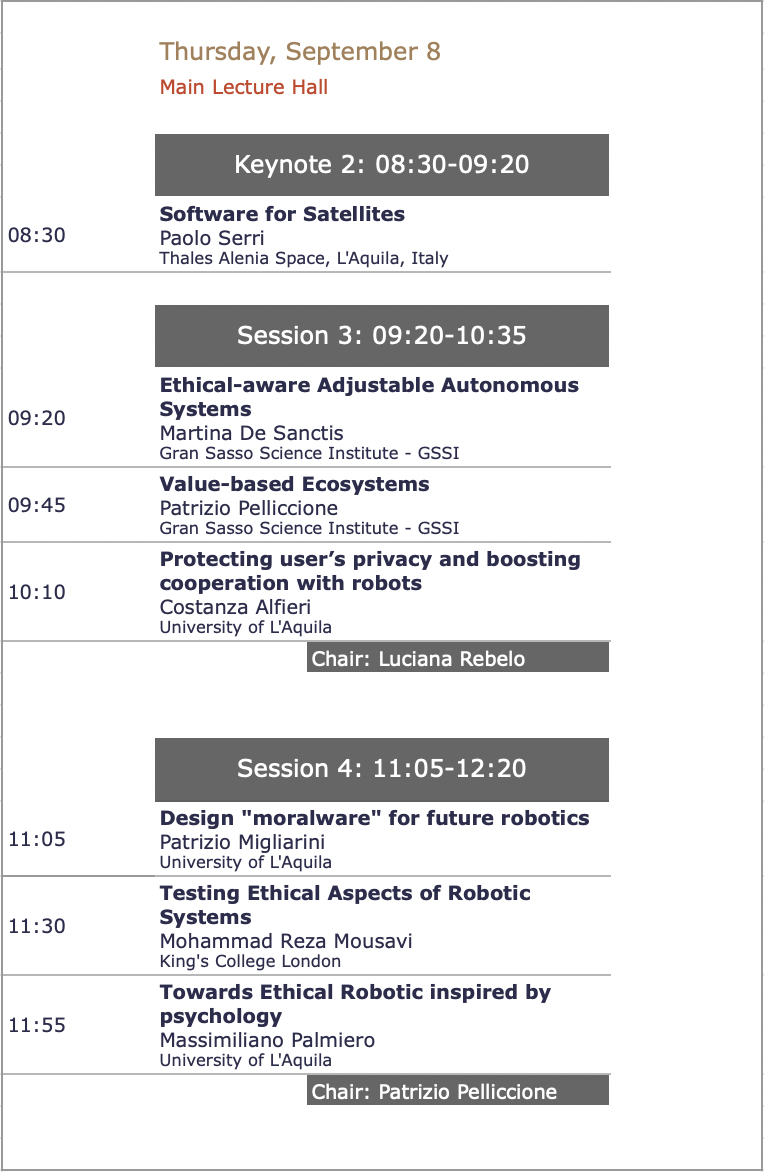 Thursday, September 8
Main Lecture Hall
Keynote 2: 08:30-09:20
08:30
Software for Satellites
Paolo Serri
Thales Alenia Space, L'Aquila, Italy
Session 3: 09:20-10:35
09:20
Ethical-aware Adjustable Autonomous
Systems
Martina De Sanctis
Gran Sasso Science Institute - GSSI
09:45
Value-based Ecosystems
Patrizio Pelliccione
Gran Sasso Science Institute - GSSI
10:10
Protecting user’s privacy and boosting
cooperation with robots
Costanza Alfieri
University of L'Aquila
Chair: Luciana Rebelo
Session 4: 11:05-12:20
11:05
Design "moralware" for future robotics
Patrizio Migliarini
University of L'Aquila
11:30
Testing Ethical Aspects of Robotic
Systems
Mohammad Reza Mousavi
King's College London
11:55
Towards Ethical Robotic inspired by
psychology
Massimiliano Palmiero
University of L'Aquila
Chair: Patrizio Pelliccione